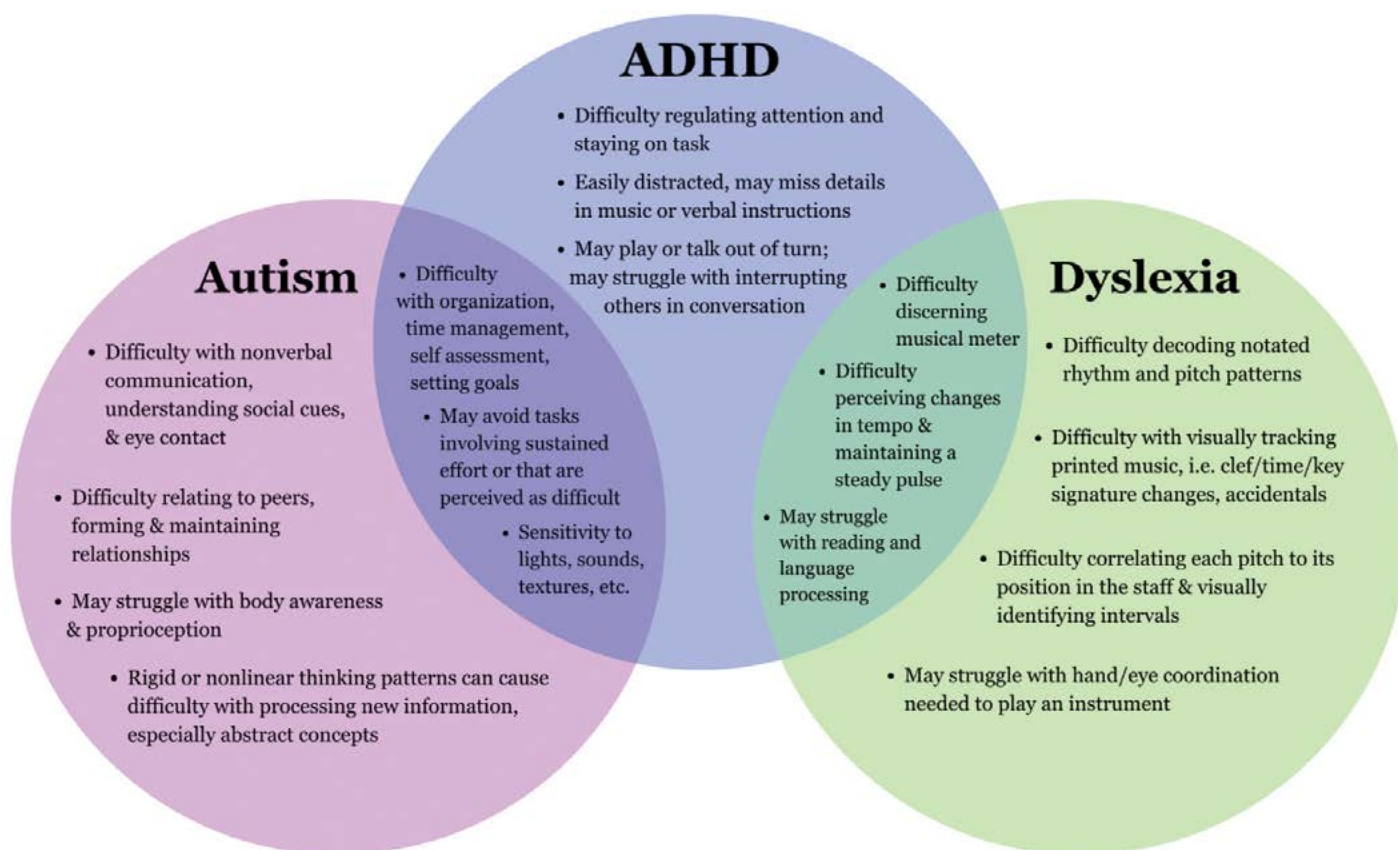 ADHD
• Difficulty regulating attention and
staying on task
• Easily distracted, may miss details
in music or verbal instructions
• May play or talk out of turn;
may struggle with interrupting
others in conversation
Autism
• Difficulty with nonverbal
communication,
understanding social cues,
& eye contact
• Difficulty relating to peers,
forming & maintaining
relationships
• May struggle with body awareness
& proprioception
• Rigid or nonlinear thinking patterns can cause
difficulty with processing new information,
especially abstract concepts
• Difficulty
with organization,
time management,
self assessment,
setting goals
• May avoid tasks
involving sustained
effort or that are
perceived as difficult
• Sensitivity to
lights, sounds,
textures, etc.
• Difficulty
discerning
musical meter
• Difficulty
perceiving changes
in tempo &
maintaining a
steady pulse
• May struggle
with reading and
language
processing
Dyslexia
• Difficulty decoding notated
rhythm and pitch patterns
• Difficulty with visually tracking
printed music, i.e. clef/time/key
signature changes, accidentals
• Difficulty correlating each pitch to its
position in the staff & visually
identifying intervals
• May struggle with hand/eye coordination
needed to play an instrument